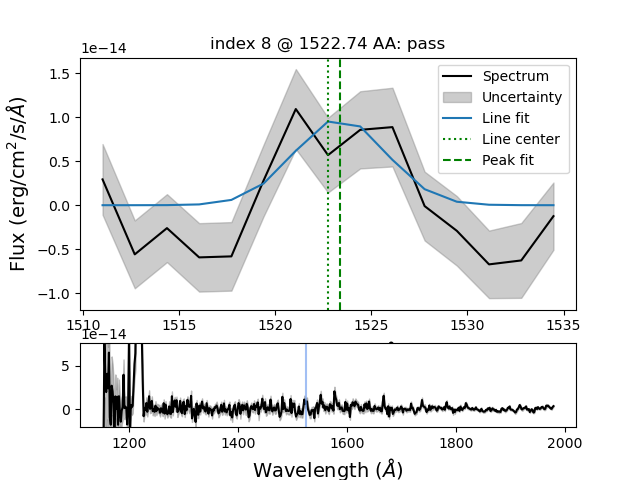 index 8 @ 1522.74 AA: pass
1e−14
1.5
1.0
0.5
0.0
−0.5
−1.0
Flux (erg/cm²/s/Å)
Spectrum
Uncertainty
Line fit
Line center
Peak fit
1510 1515 1520 1525 1530 1535
1e−14
5
0
1200 1400 1600 1800 2000
Wavelength (Å)